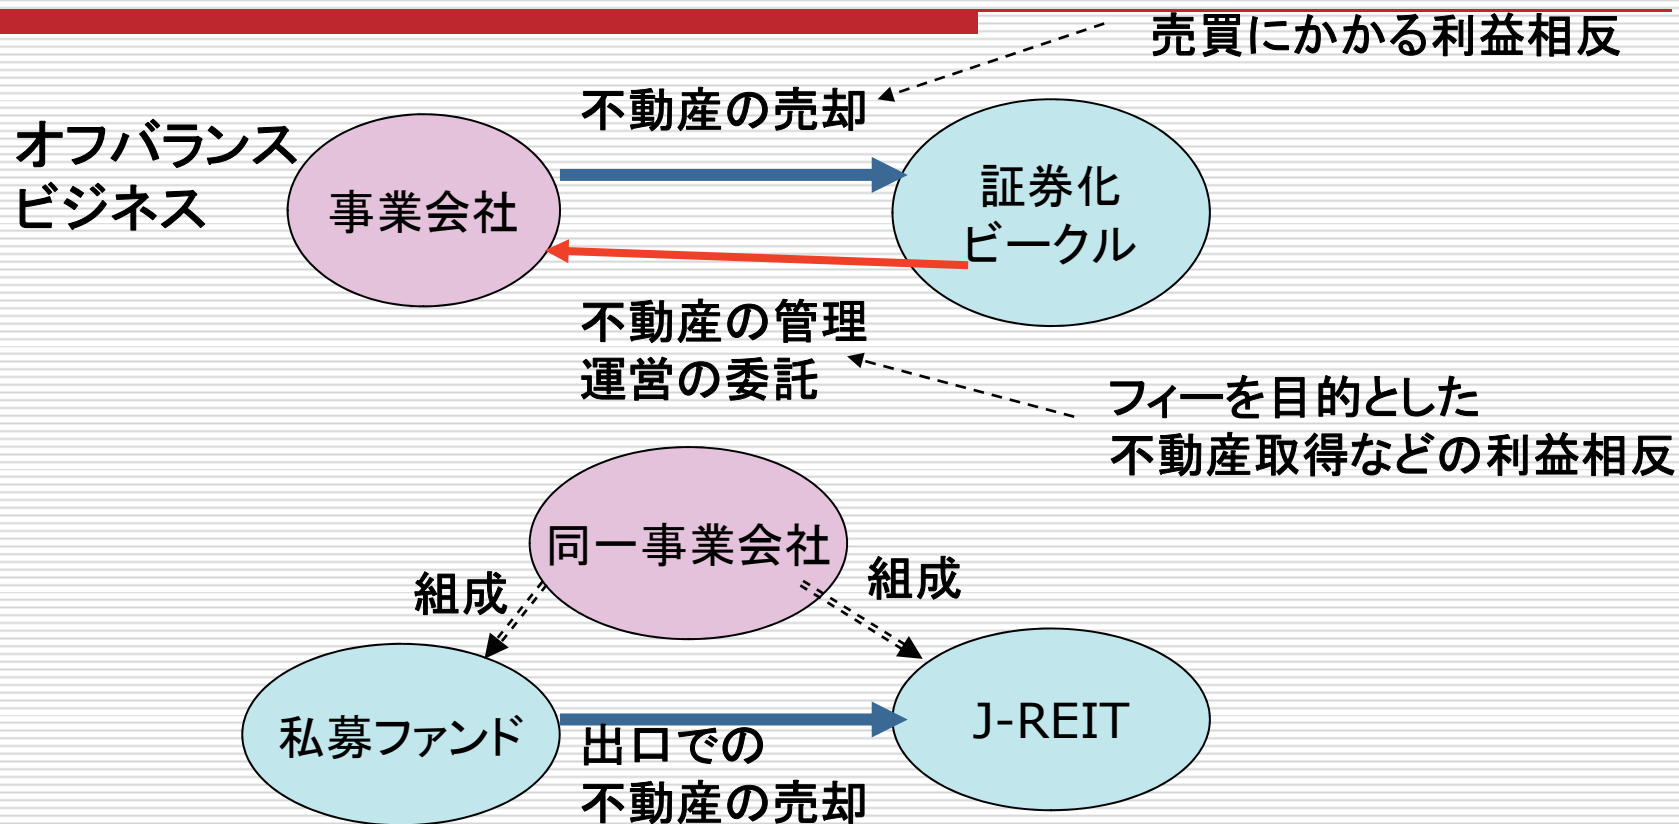 売買にかかる利益相反
不動産の売却
オフバランス
ビジネス
事業会社
証券化
ビークル
不動産の管理
運営の委託
フィーを目的とした
不動産取得などの利益相反
同一事業会社
組成
組成
私募ファンド
J-REIT
出口での
不動産の売却